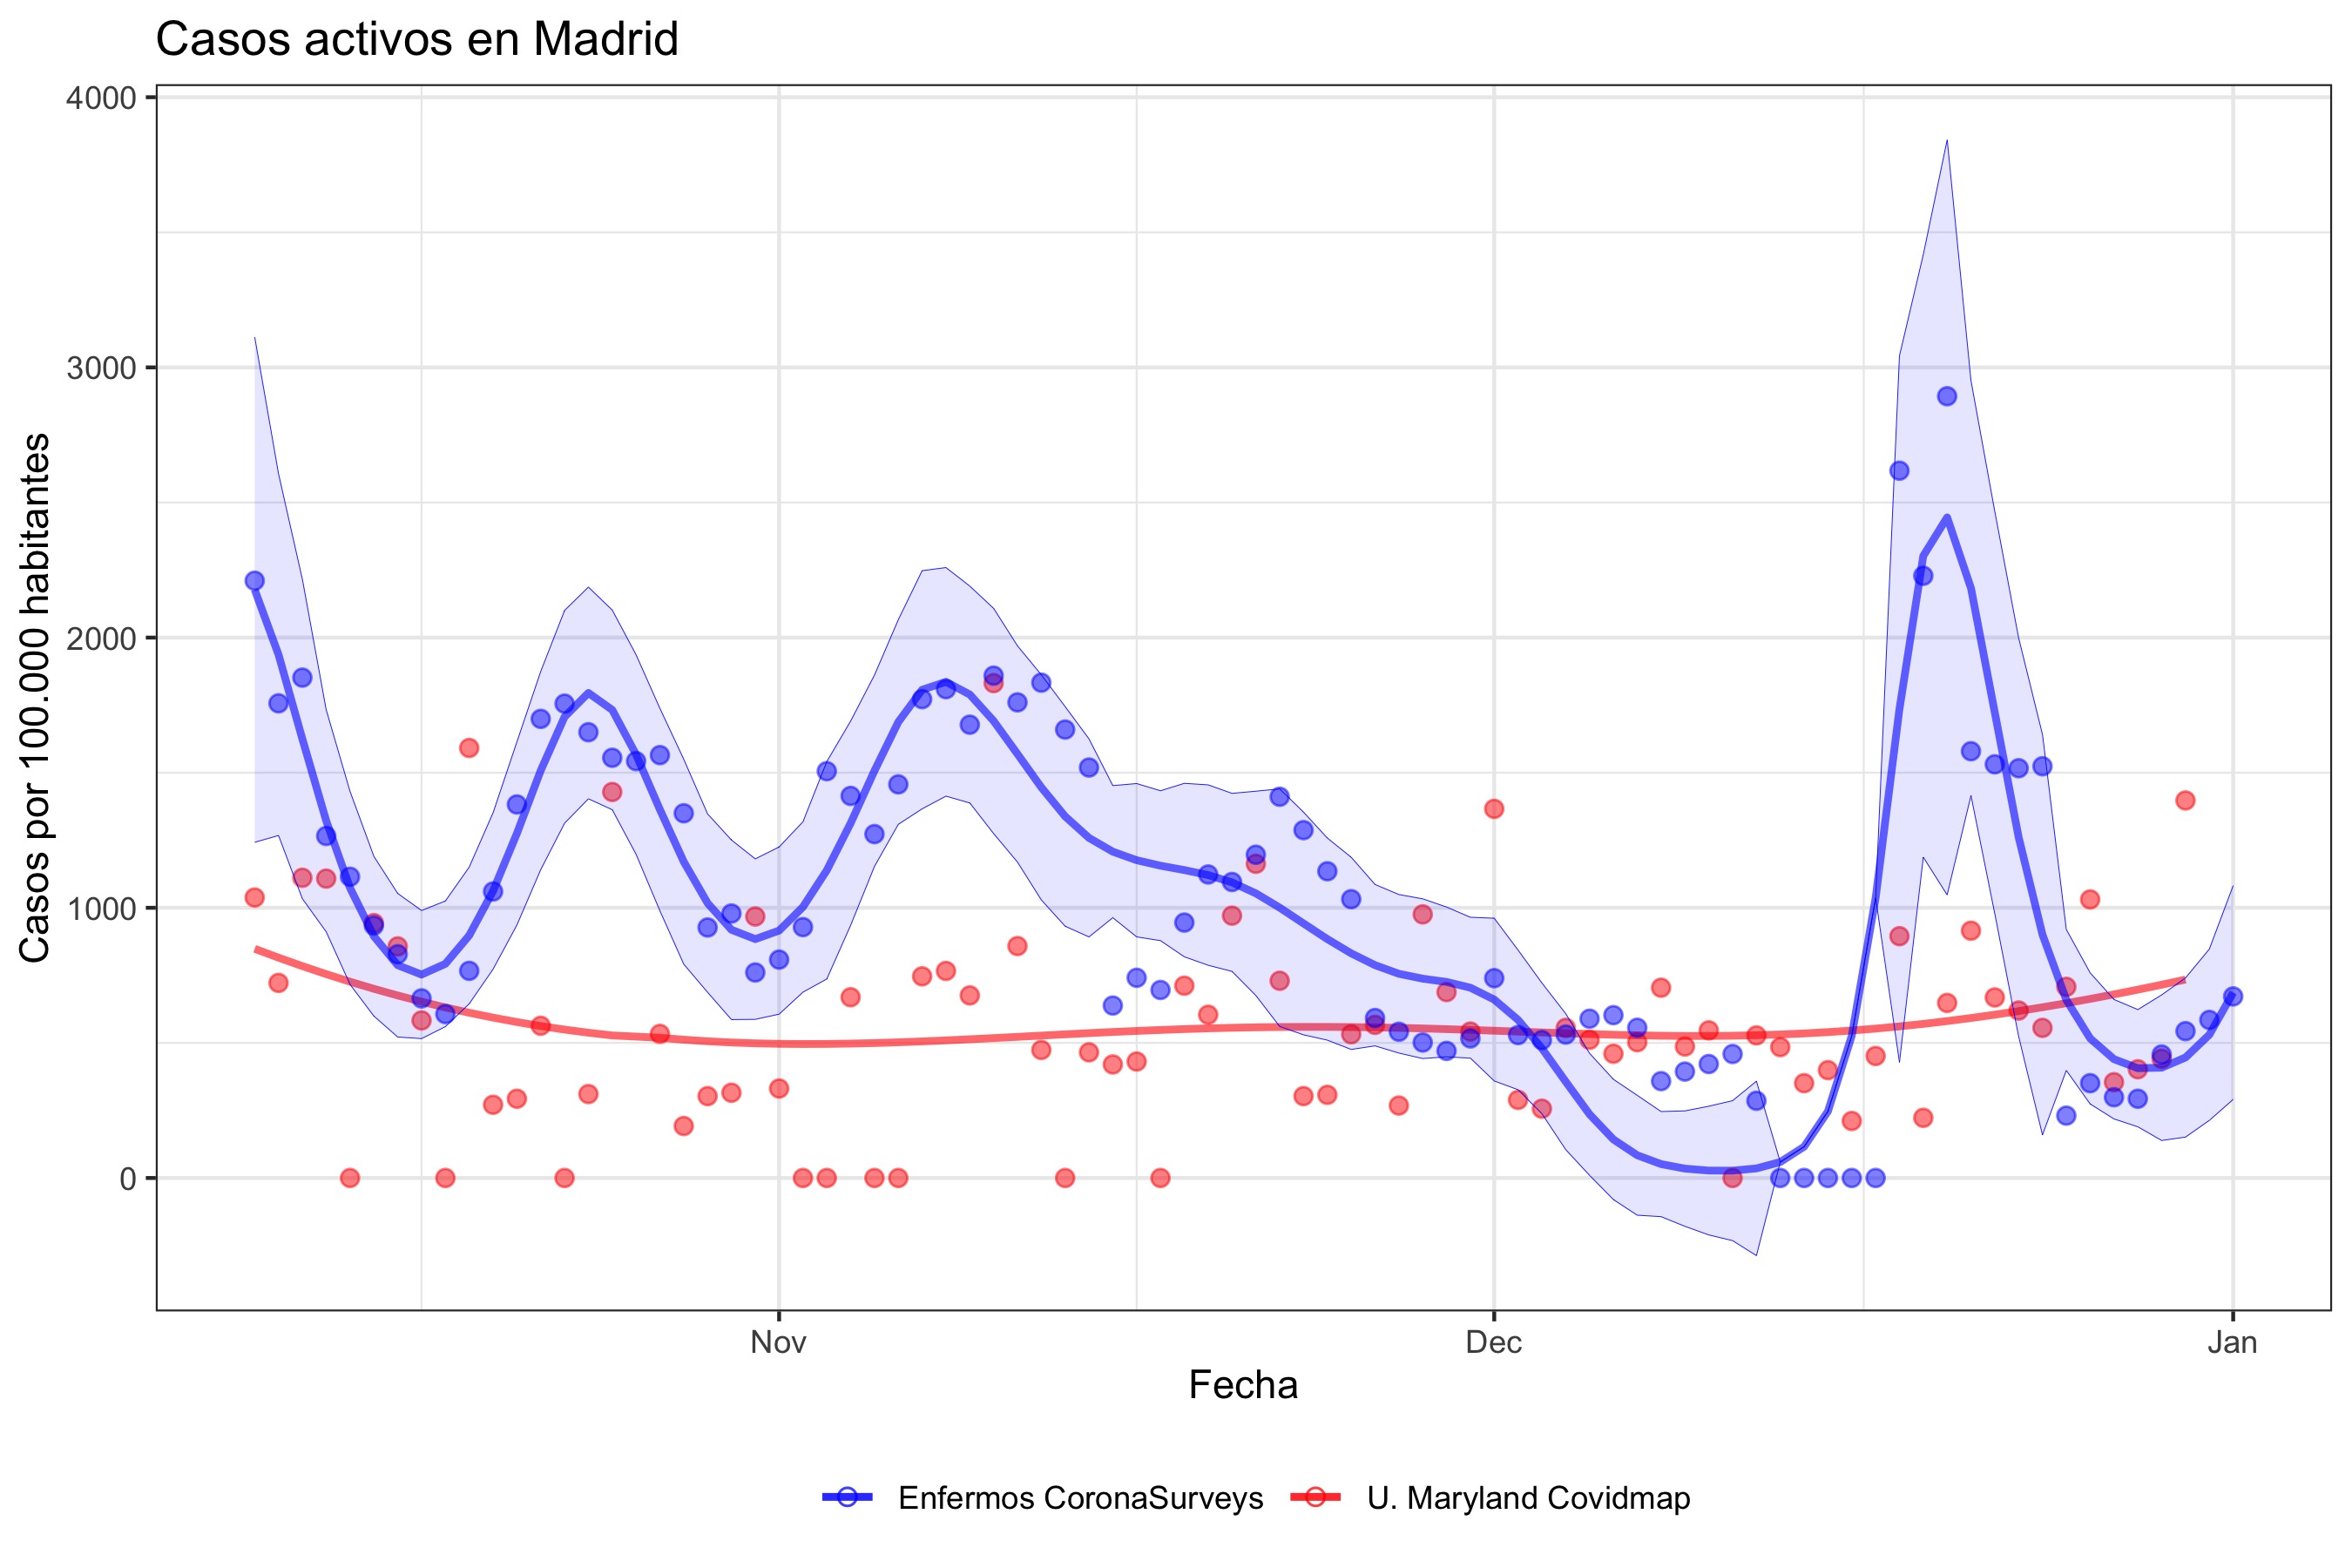 Casos activos en Madrid
Casos por 100.000 habitantes
4000
3000
2000
1000
0
Nov
Dec
Jan
Fecha
Enfermos CoronaSurveys
U. Maryland Covidmap